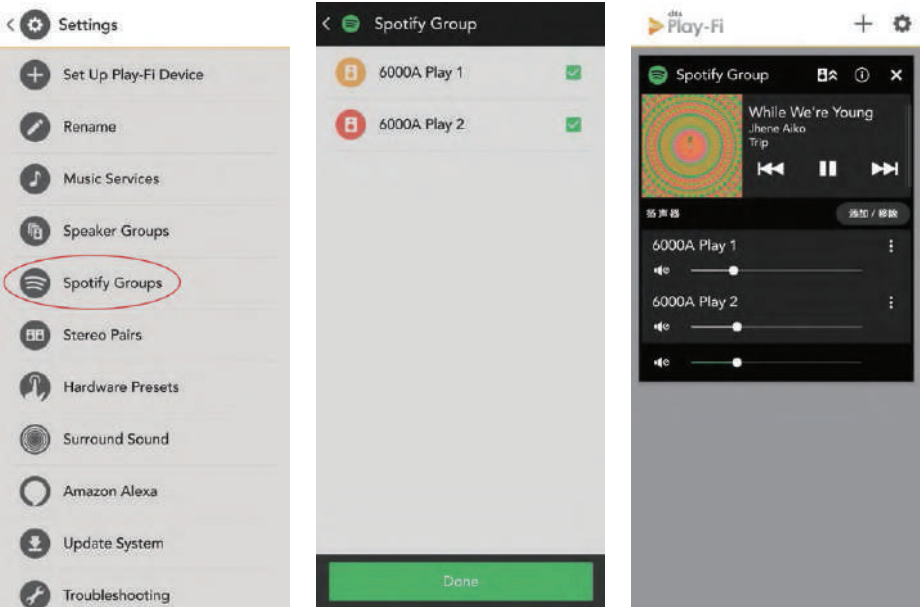 Settings
Set Up Play-Fi Device
Rename
Music Services
Speaker Groups
Spotify Groups
Stereo Pairs
Hardware Presets
Surround Sound
Amazon Alexa
Update System
Troubleshooting
Spotify Group
6000A Play 1
6000A Play 2
Done
dts
Play-Fi
Spotify Group
While We're Young
Jhene Aiko
Trip
扬声器
添加 / 移除
6000A Play 1
6000A Play 2